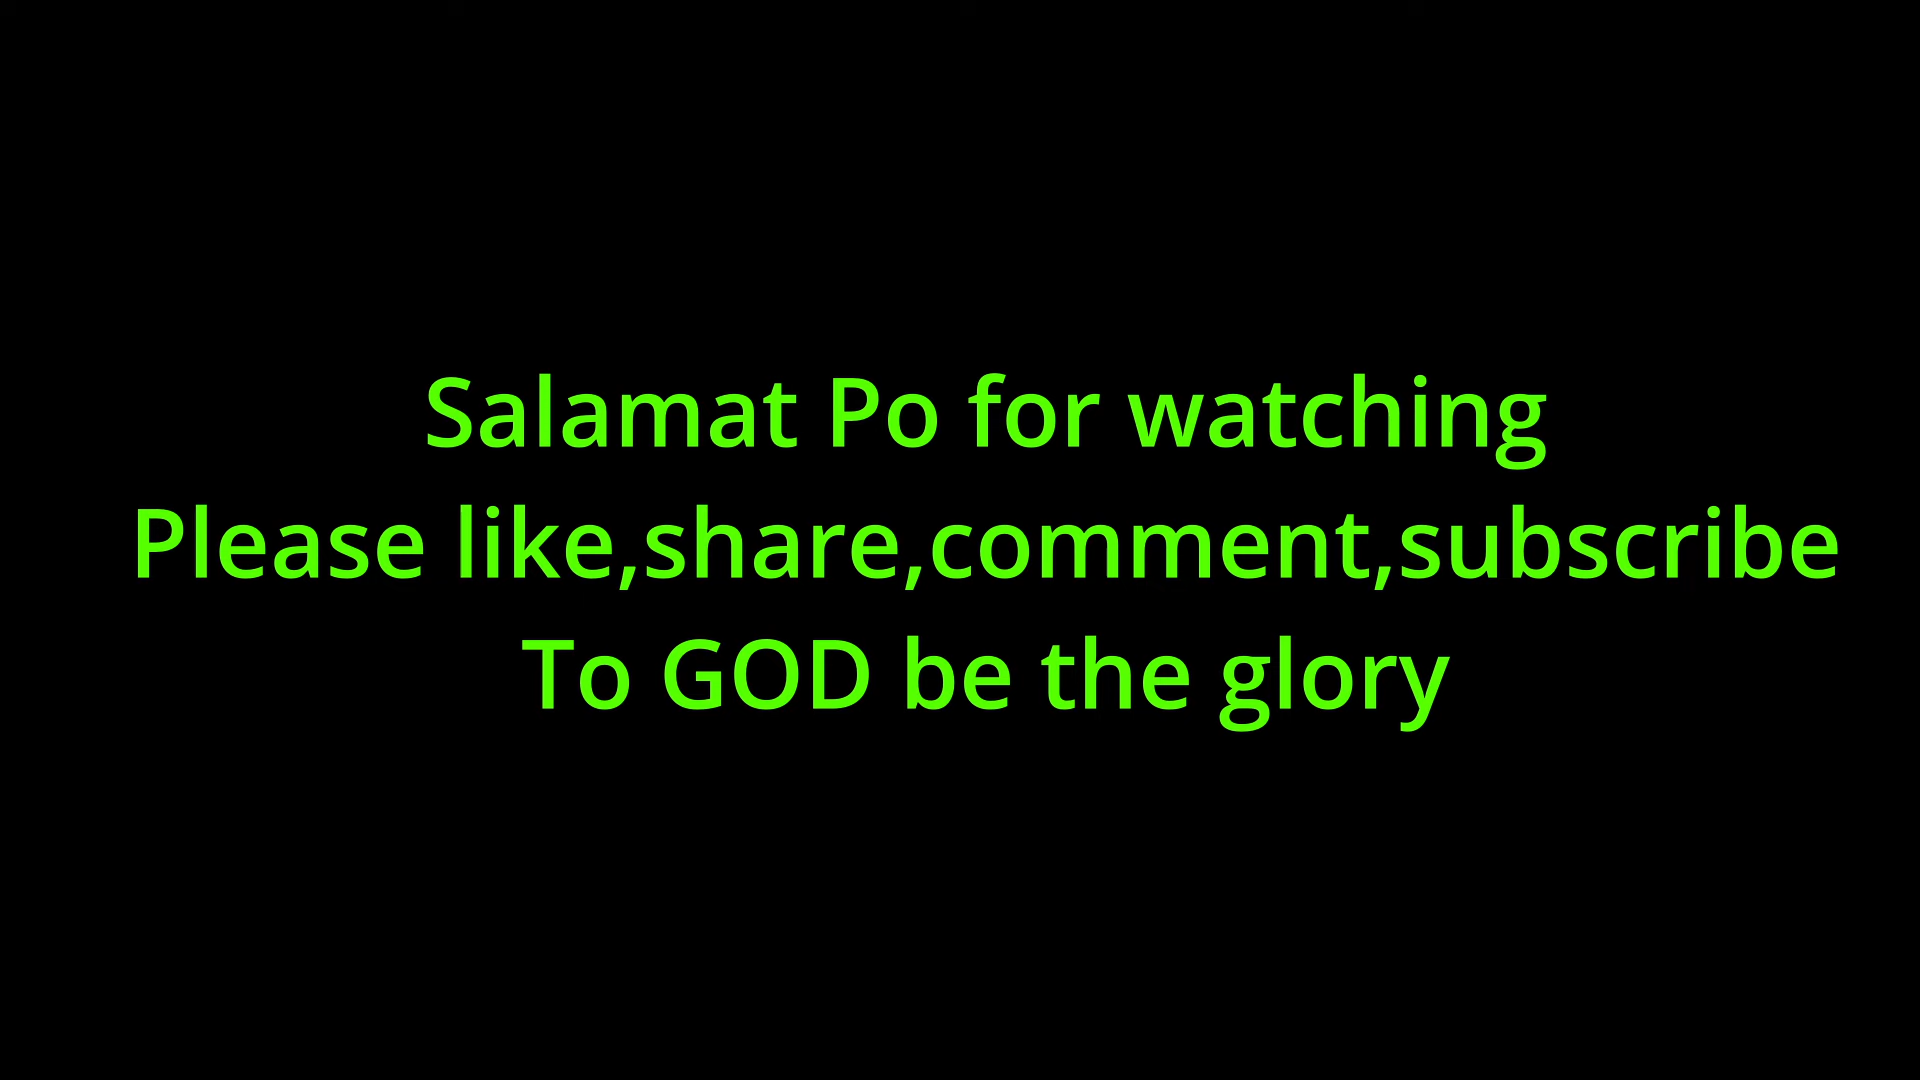 Salamat Po for watching
Please like,share,comment,subscribe
To GOD be the glory